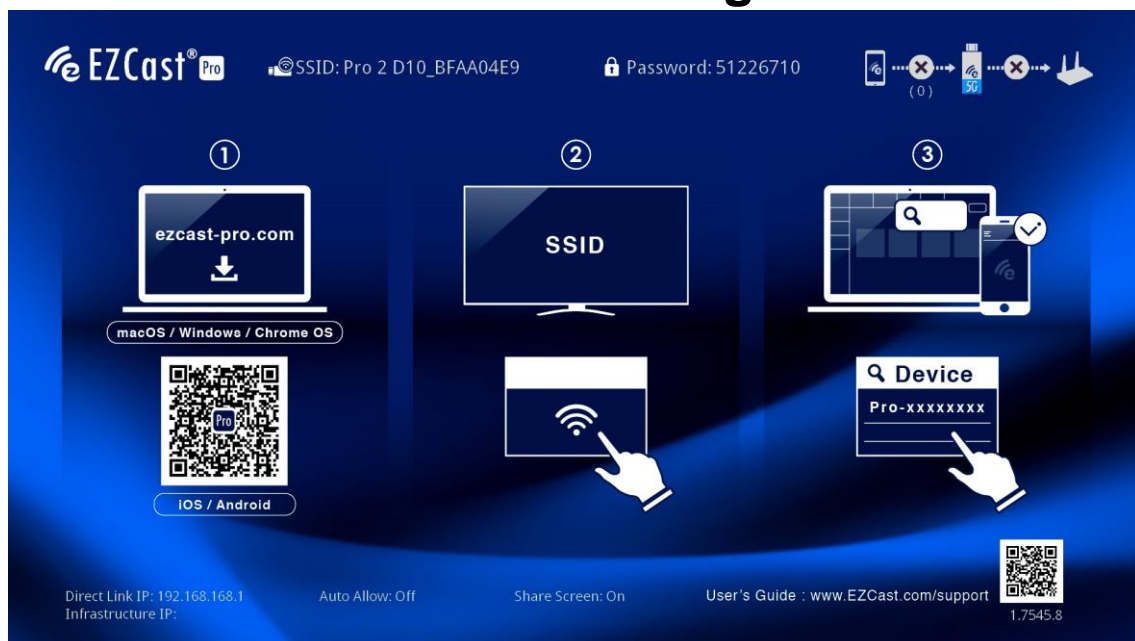 EZCast® Pro
SSID: Pro 2 D10_BFAA04E9
Password: 51226710
(0)
5G
1
2
3
ezcast-pro.com
SSID
macOS / Windows / Chrome OS
Pro
Device
Pro-xxxxxxxx
iOS / Android
Direct Link IP: 192.168.168.1
Auto Allow: Off
Share Screen: On
User's Guide : www.EZCast.com/support
Infrastructure IP:
1.7545.8